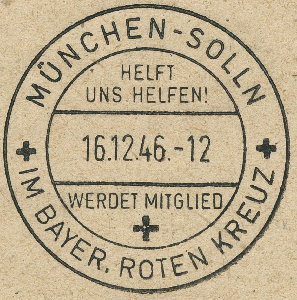 MÜNCHEN-SOLLN
HELFT
UNS HELFEN!
16.12.46.-12
WERDET MITGLIED
IM BAYER. ROTEN KREUZ